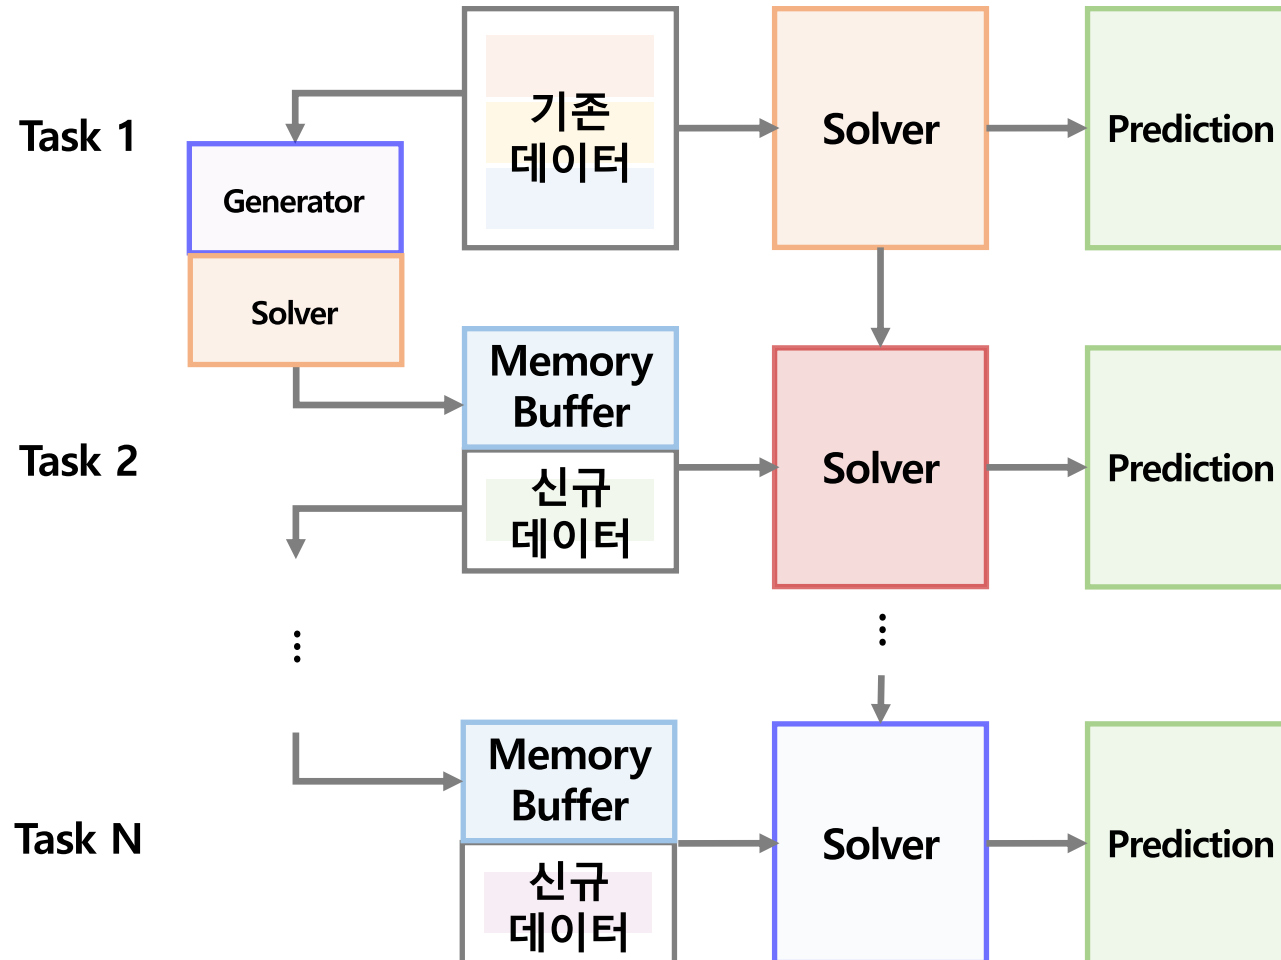 Task 1
기존
데이터
Solver
Prediction
Generator
Solver
Task 2
Memory
Buffer
신규
데이터
Solver
Prediction
Task N
Memory
Buffer
신규
데이터
Solver
Prediction